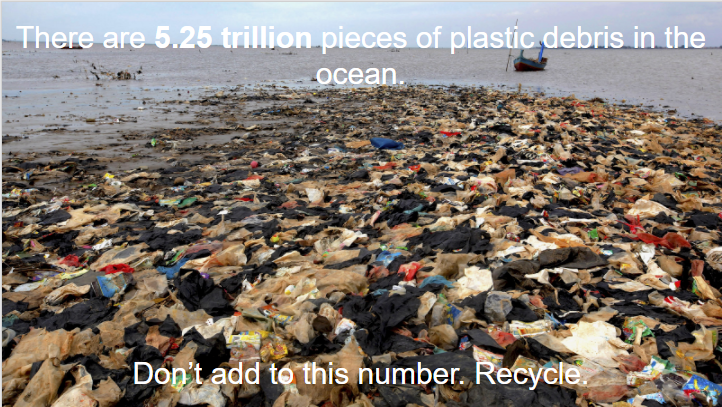 There are 5.25 trillion pieces of plastic debris in the
ocean.
Don’t add to this number. Recycle.